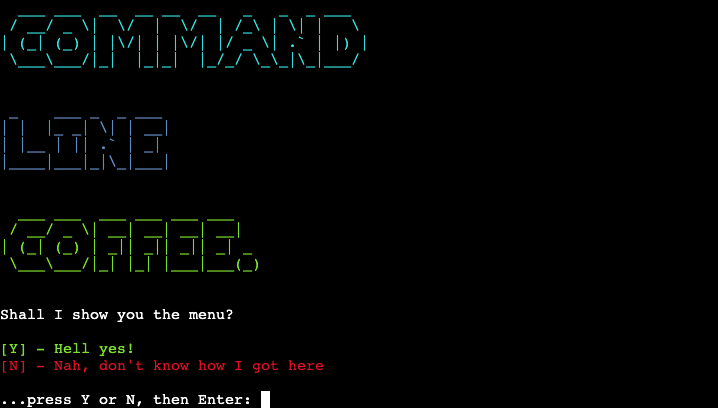 COMMAND
LINE
COFFEE.
Shall I show you the menu?
[Y] - Hell yes!
[N] - Nah, don't know how I got here
...press Y or N, then Enter: